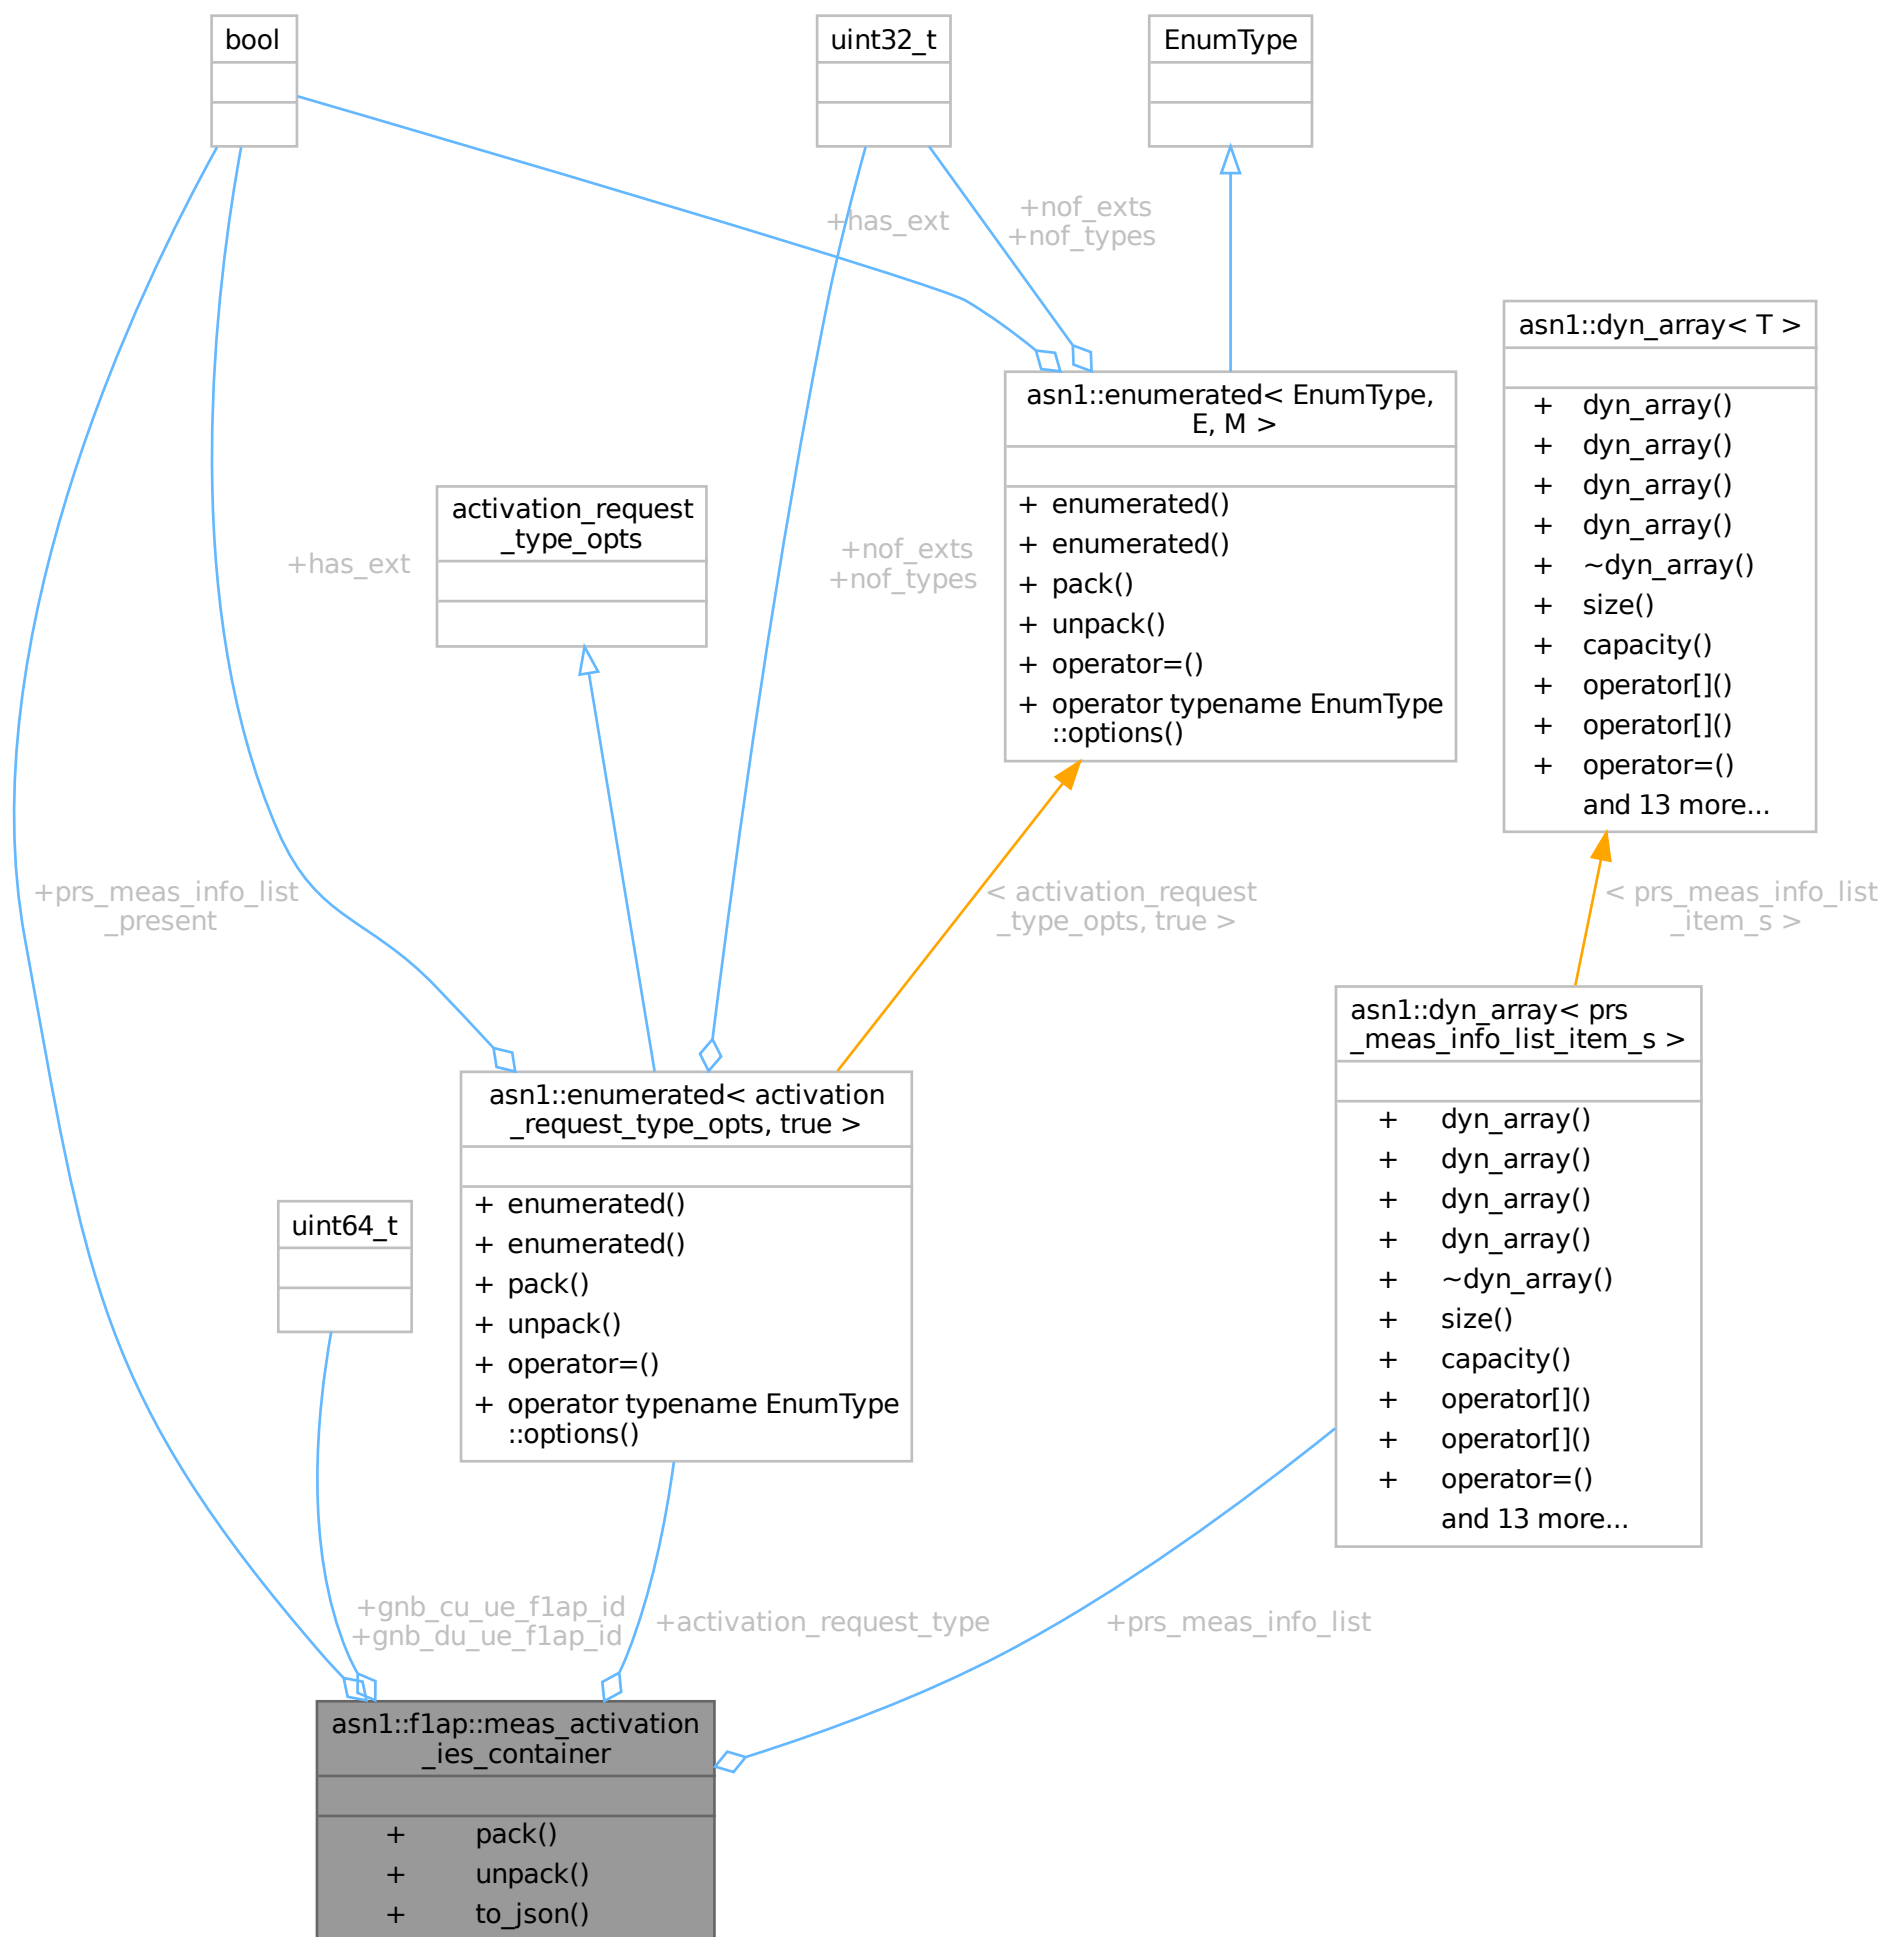 bool
uint32_t
EnumType
+has_ext
+nof_exts
+nof_types
asn1::dyn_array< T >
+ dyn_array()
+ dyn_array()
+ dyn_array()
+ dyn_array()
+ ~dyn_array()
+ size()
+ capacity()
+ operator[]()
+ operator[]()
+ operator=()
and 13 more...
asn1::enumerated< EnumType,
E, M >
+ enumerated()
+ enumerated()
+ pack()
+ unpack()
+ operator=()
+ operator typename EnumType
::options()
activation_request
_type_opts
+has_ext
+nof_exts
+nof_types
+prs_meas_info_list
_present
< activation_request
_type_opts, true >
< prs_meas_info_list
_item_s >
asn1::dyn_array< prs
_meas_info_list_item_s >
+ dyn_array()
+ dyn_array()
+ dyn_array()
+ dyn_array()
+ ~dyn_array()
+ size()
+ capacity()
+ operator[]()
+ operator[]()
+ operator=()
and 13 more...
asn1::enumerated< activation
_request_type_opts, true >
+ enumerated()
+ enumerated()
+ pack()
+ unpack()
+ operator=()
+ operator typename EnumType
::options()
uint64_t
+gnb_cu_ue_f1ap_id
+gnb_du_ue_f1ap_id
+activation_request_type
+prs_meas_info_list
asn1::f1ap::meas_activation
_ies_container
+ pack()
+ unpack()
+ to_json()